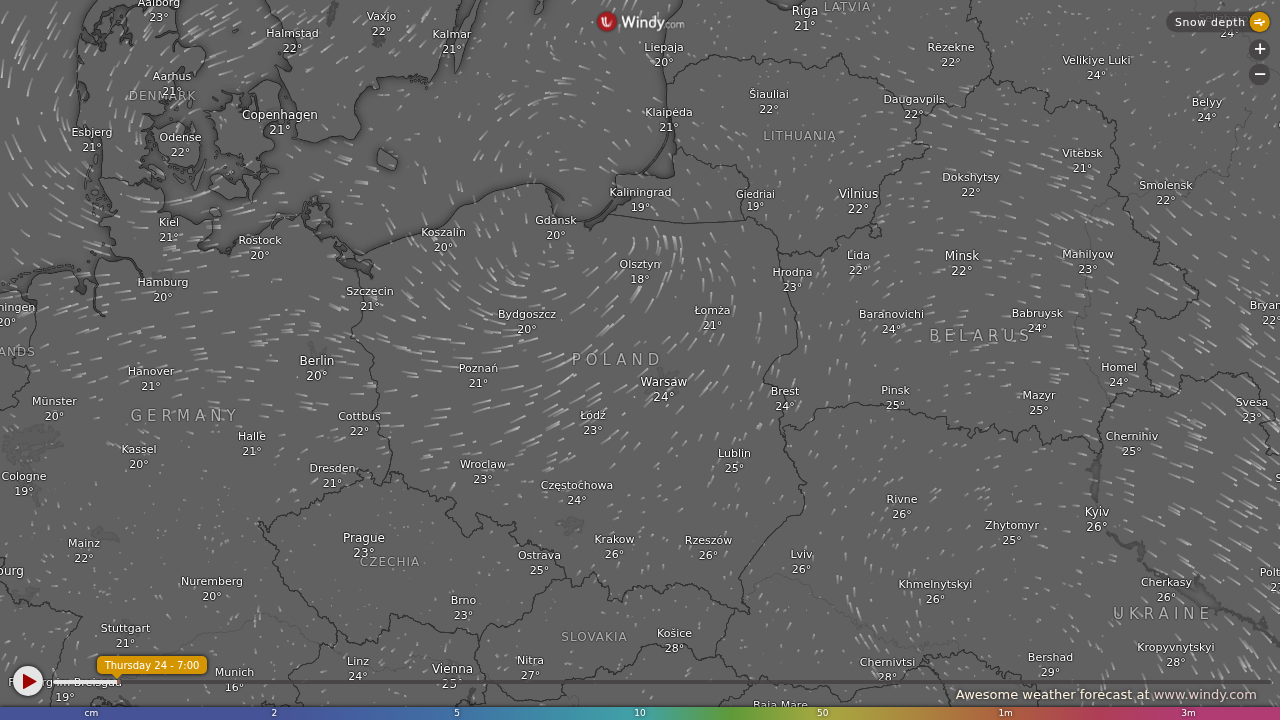 Aalborg
23°
Halmstad
22°
Vaxjo
22°
Kalmar
21°
Windy.com
Liepaja
20°
Riga
21°
LATVIA
Rēzekne
22°
Snow depth
24°
+
−
Velikiye Luki
24°
Aarhus
21°
DENMARK
Copenhagen
21°
Klaipėda
21°
Šiauliai
22°
Daugavpils
22°
Belyy
24°
Esbjerg
21°
Odense
22°
LITHUANIA
Vitebsk
21°
Kaliningrad
19°
Giedriai
19°
Vilnius
22°
Dokshytsy
22°
Smolensk
22°
Kiel
21°
Rostock
20°
Koszalin
20°
Gdańsk
20°
Olsztyn
18°
Hrodna
23°
Lida
22°
Minsk
22°
Mahilyow
23°
Hamburg
20°
Szczecin
21°
Bydgoszcz
20°
Łomża
21°
Baranovichi
24°
Babruysk
24°
BELARUS
20°
Berlin
20°
POLAND
Hanover
21°
Poznań
21°
Warsaw
24°
Brest
24°
Pinsk
25°
Mazyr
25°
Homel
24°
Münster
20°
GERMANY
Cottbus
22°
Łódź
23°
Svesa
23°
Kassel
20°
Halle
21°
Dresden
21°
Wroclaw
23°
Lublin
25°
Chernihiv
25°
Cologne
19°
Częstochowa
24°
Rivne
26°
Kyiv
26°
Mainz
22°
Prague
23°
CZECHIA
Ostrava
25°
Krakow
26°
Rzeszów
26°
Lviv
26°
Zhytomyr
25°
Nuremberg
20°
Brno
23°
Khmelnytskyi
26°
Cherkasy
26°
UKRAINE
Stuttgart
21°
SLOVAKIA
Košice
28°
Kropyvnytskyi
28°
Thursday 24 - 7:00
Munich
16°
Linz
24°
Vienna
25°
Nitra
27°
Chernivtsi
28°
Bershad
29°
19°
Baia Mare
Awesome weather forecast at www.windy.com
cm 2 5 10 50 1m 3m